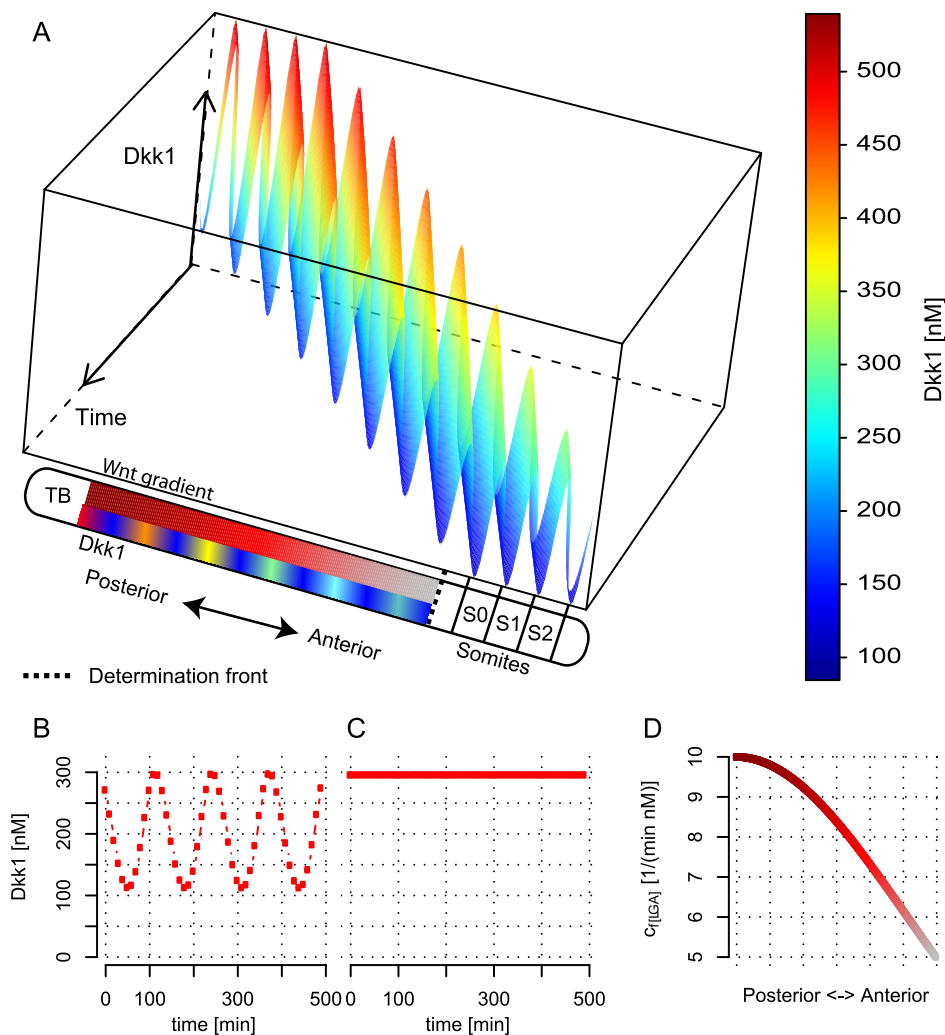 A
Dkk1
Time
500
450
400
350
300
250
200
150
100
Dkk1 [nM]
Wnt gradient
TB
Dkk1
Posterior
Anterior
S0
S1
S2
Somites
Determination front
B
Dkk1 [nM]
0
100
200
300
0
100
300
500
time [min]
C
0
100
300
500
time [min]
D
cf[LGA] [1/(min nM)]
5
6
7
8
9
10
Posterior <-> Anterior